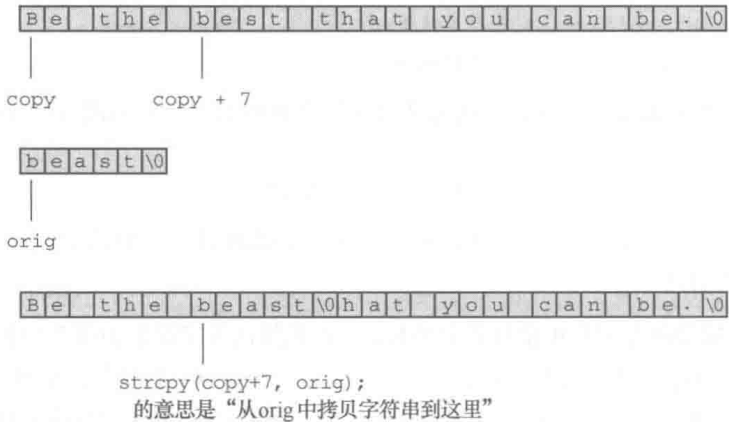 Be the best that you can be.\0
copy copy + 7
beast\0
orig
Be the beast\0hat you can be.\0
strcpy(copy+7, orig);
的意思是“从orig中拷贝字符串到这里”